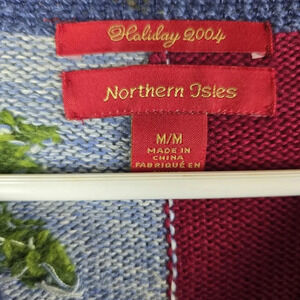 Holiday 2004
Northern Isles
M/M
MADE IN
CHINA
FABRIQUÉ EN